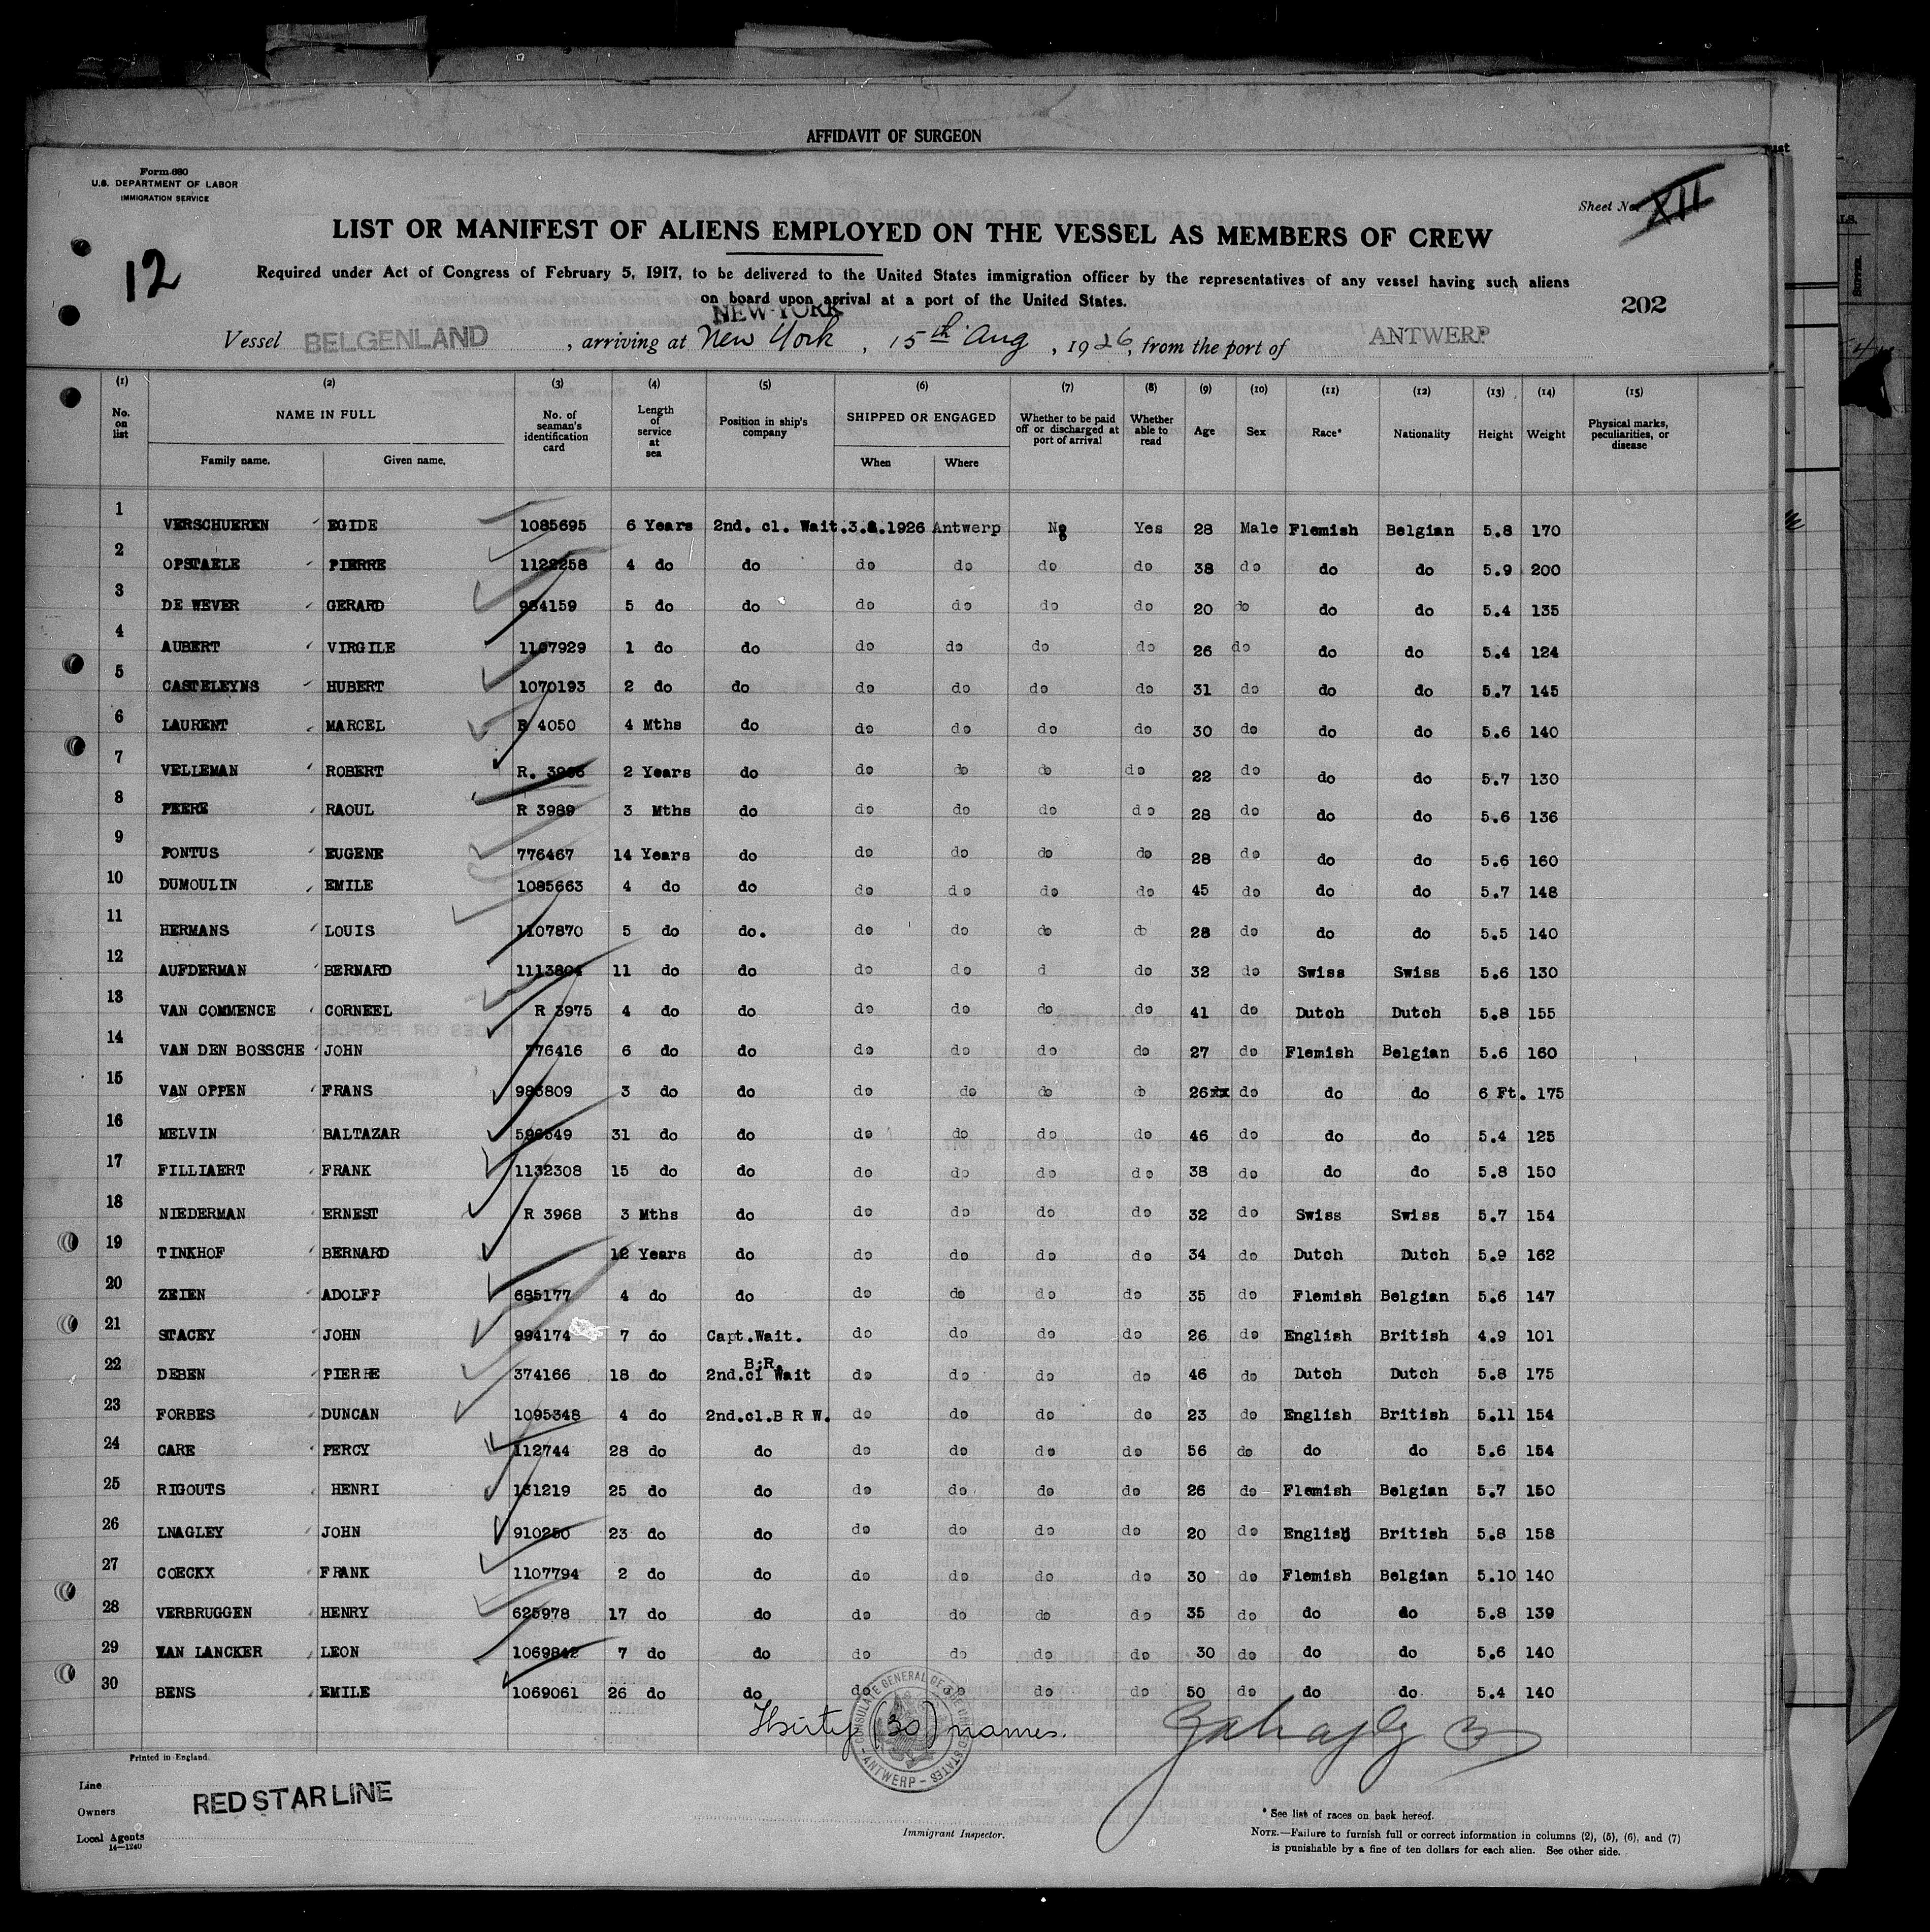 AFFIDAVIT OF SURGEON
Form 680
U.S. DEPARTMENT OF LABOR
IMMIGRATION SERVICE
Sheet No. XII
LIST OR MANIFEST OF ALIENS EMPLOYED ON THE VESSEL AS MEMBERS OF CREW
12
Required under Act of Congress of February 5, 1917, to be delivered to the United States immigration officer by the representatives of any vessel having such aliens
on board upon arrival at a port of the United States.
202
NEW-YORK
Vessel BELGENLAND, arriving at New York, 15th Aug, 1926, from the port of ANTWERP
(1) (2) (3) (4) (5) (6) (7) (8) (9) (10) (11) (12) (13) (14) (15)
No. on list NAME IN FULL No. of seaman's identification card Length of service at sea Position in ship's company SHIPPED OR ENGAGED Whether to be paid off or discharged at port of arrival Whether able to read Age Sex Race* Nationality Height Weight Physical marks, peculiarities, or disease
Family name. Given name. When Where
1 VERSCHUEREN EGIDE 1085695 6 Years 2nd. cl. Wait. 3.8.1926 Antwerp No Yes 28 Male Flemish Belgian 5.8 170
2 OPSTAELE PIERRE 1122258 4 do do do do do do 38 do do do 5.9 200
3 DE WEVER GERARD 984159 5 do do do do do do 20 do do do 5.4 135
4 AUBERT VIRGILE 1107929 1 do do do do do do 26 do do do 5.4 124
5 CASTELEYNS HUBERT 1070193 2 do do do do do do 31 do do do 5.7 145
6 LAURENT MARCEL R 4050 4 Mths do do do do do 30 do do do 5.6 140
7 VELLEMAN ROBERT R. 2 Years do do do do do 22 do do do 5.7 130
8 PEERE RAOUL R 3989 3 Mths do do do do do 28 do do do 5.6 136
9 PONTUS EUGENE 776467 14 Years do do do do do 28 do do do 5.6 160
10 DUMOULIN EMILE 1085663 4 do do do do do do 45 do do do 5.7 148
11 HERMANS LOUIS 1107870 5 do do. do do do do 28 do do do 5.5 140
12 AUFDERMAN BERNARD 1113804 11 do do do do d do 32 do Swiss Swiss 5.6 130
13 VAN COMMENCE CORNEEL R 3975 4 do do do do do do 41 do Dutch Dutch 5.8 155
14 VAN DEN BOSSCHE JOHN 776416 6 do do do do do do 27 do Flemish Belgian 5.6 160
15 VAN OPPEN FRANS 983809 3 do do do do do do 26xx do do do 6 Ft. 175
16 MELVIN BALTAZAR 596549 31 do do do do do do 46 do do do 5.4 125
17 FILLIAERT FRANK 1132308 15 do do do do do do 38 do do do 5.8 150
18 NIEDERMAN ERNEST R 3968 3 Mths do do do do do 32 do Swiss Swiss 5.7 154
19 TINKHOF BERNARD 12 Years do do do do do 34 do Dutch Dutch 5.9 162
20 ZEIEN ADOLFP 685177 4 do do do do do do 35 do Flemish Belgian 5.6 147
21 STACEY JOHN 994174 7 do Capt.Wait. do do do do 26 do English British 4.9 101
B.R.
22 DEBEN PIERRE 374166 18 do 2nd.cl Wait do do do do 46 do Dutch Dutch 5.8 175
23 FORBES DUNCAN 1095348 4 do 2nd.cl.B R W. do do do do 23 do English British 5.11 154
24 CARE PERCY 112744 28 do do do do do do 56 do do do 5.6 154
25 RIGOUTS HENRI 151219 25 do do do do do do 26 do Flemish Belgian 5.7 150
26 LNAGLEY JOHN 910250 23 do do do do do do 20 do English British 5.8 158
27 COECKX FRANK 1107794 2 do do do do do do 30 do Flemish Belgian 5.10 140
28 VERBRUGGEN HENRY 625978 17 do do do do do do 35 do do do 5.8 139
29 VAN LANCKER LEON 1069842 7 do do do do do do 30 do do do 5.6 140
30 BENS EMILE 1069061 26 do do do do do do 50 do do do 5.4 140
Thirty (30) names.
CONSULATE GENERAL OF THE UNITED STATES - ANTWERP -
Printed in England.
Line
RED STAR LINE
Owners
Local Agents
14-1240
Immigrant Inspector.
* See list of races on back hereof.
NOTE.—Failure to furnish full or correct information in columns (2), (5), (6), and (7)
is punishable by a fine of ten dollars for each alien. See other side.